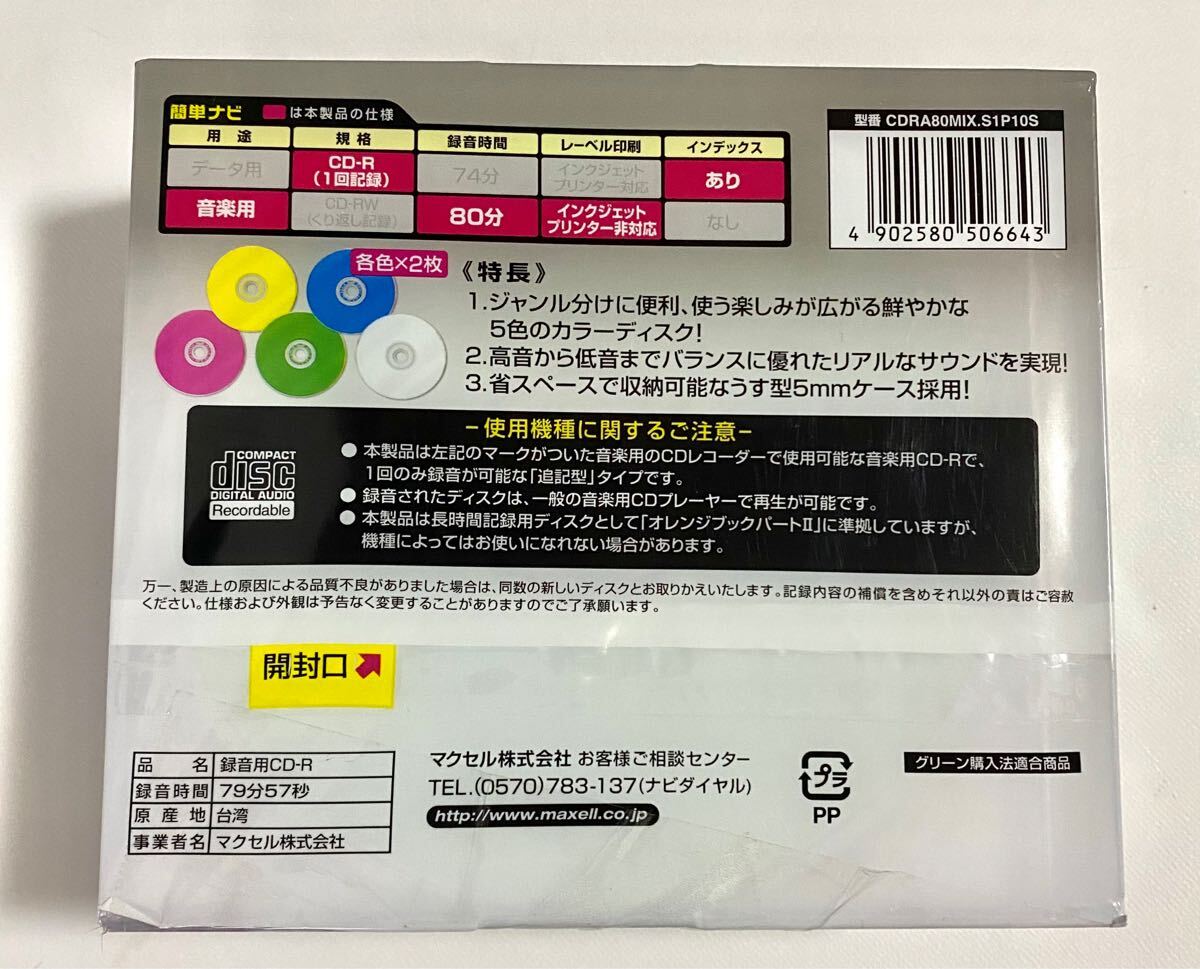 簡単ナビ は本製品の仕様
用途 規格 録音時間 レーベル印刷 インデックス
データ用 CD-R (1回記録) 74分 インクジェット プリンター対応 あり
音楽用 CD-RW (くり返し記録) 80分 インクジェット プリンター非対応 なし
型番 CDRA80MIX.S1P10S
4 902580 506643
各色×2枚
《特長》
1.ジャンル分けに便利、使う楽しみが広がる鮮やかな
5色のカラーディスク!
2.高音から低音までバランスに優れたリアルなサウンドを実現!
3.省スペースで収納可能なうす型5mmケース採用!
−使用機種に関するご注意−
COMPACT
disc
DIGITAL AUDIO
Recordable
●本製品は左記のマークがついた音楽用のCDレコーダーで使用可能な音楽用CD-Rで、
1回のみ録音が可能な「追記型」タイプです。
●録音されたディスクは、一般の音楽用CDプレーヤーで再生が可能です。
●本製品は長時間記録用ディスクとして「オレンジブックパートⅡ」に準拠していますが、
機種によってはお使いになれない場合があります。
万一、製造上の原因による品質不良がありました場合は、同数の新しいディスクとお取りかえいたします。記録内容の補償を含めそれ以外の責はご容赦
ください。仕様および外観は予告なく変更することがありますのでご了承願います。
開封口
品名 録音用CD-R
録音時間 79分57秒
原産地 台湾
事業者名 マクセル株式会社
マクセル株式会社 お客様ご相談センター
TEL.(0570)783-137(ナビダイヤル)
http://www.maxell.co.jp
プラ
PP
グリーン購入法適合商品